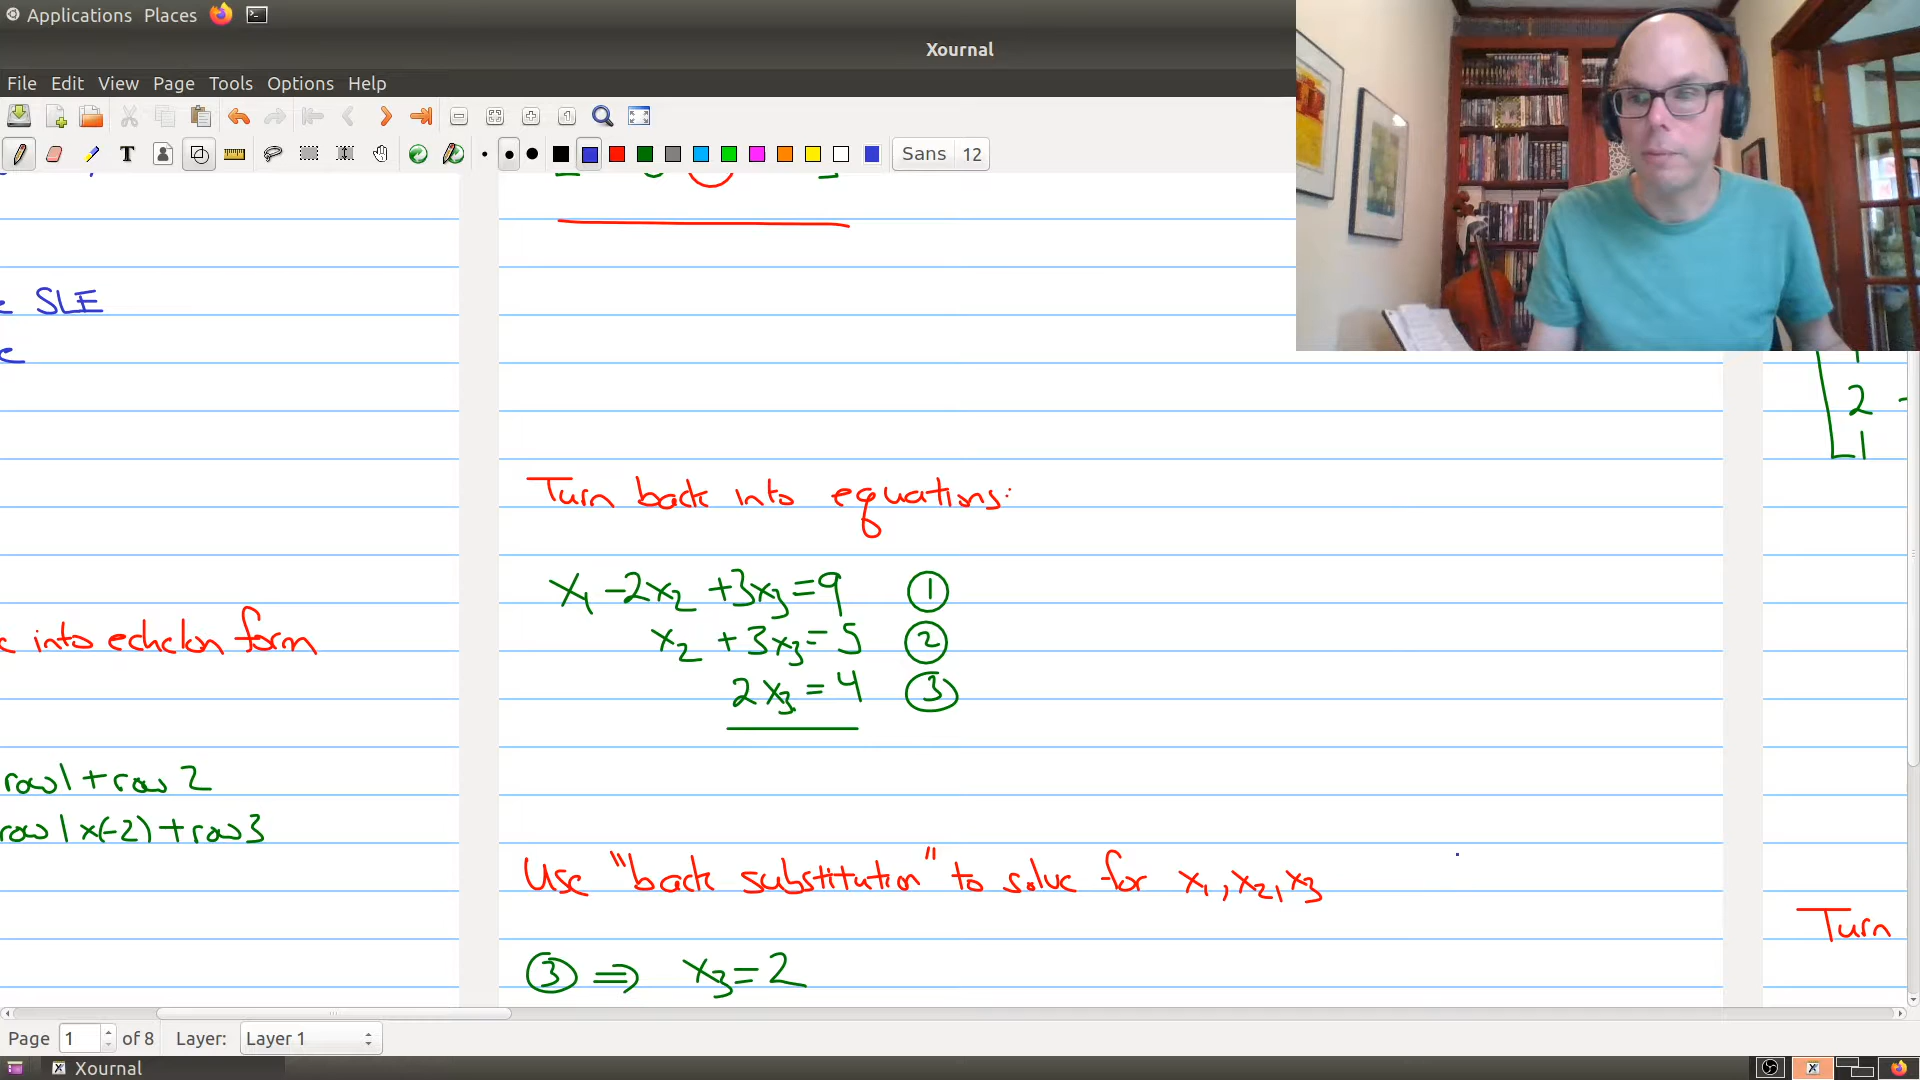 Applications Places
Xournal
File Edit View Page Tools Options Help
Sans 12
SLE
into echelon form
row1 + row 2
row1 x(-2) + row3
Turn back into equations:
x₁ -2x₂ +3x₃ = 9 ①
x₂ +3x₃ = 5 ②
2x₃ = 4 ③
Use "back substitution" to solve for x₁, x₂, x₃
③ ⇒ x₃ = 2
2
1
Turn
Page 1 of 8 Layer: Layer 1
Xournal